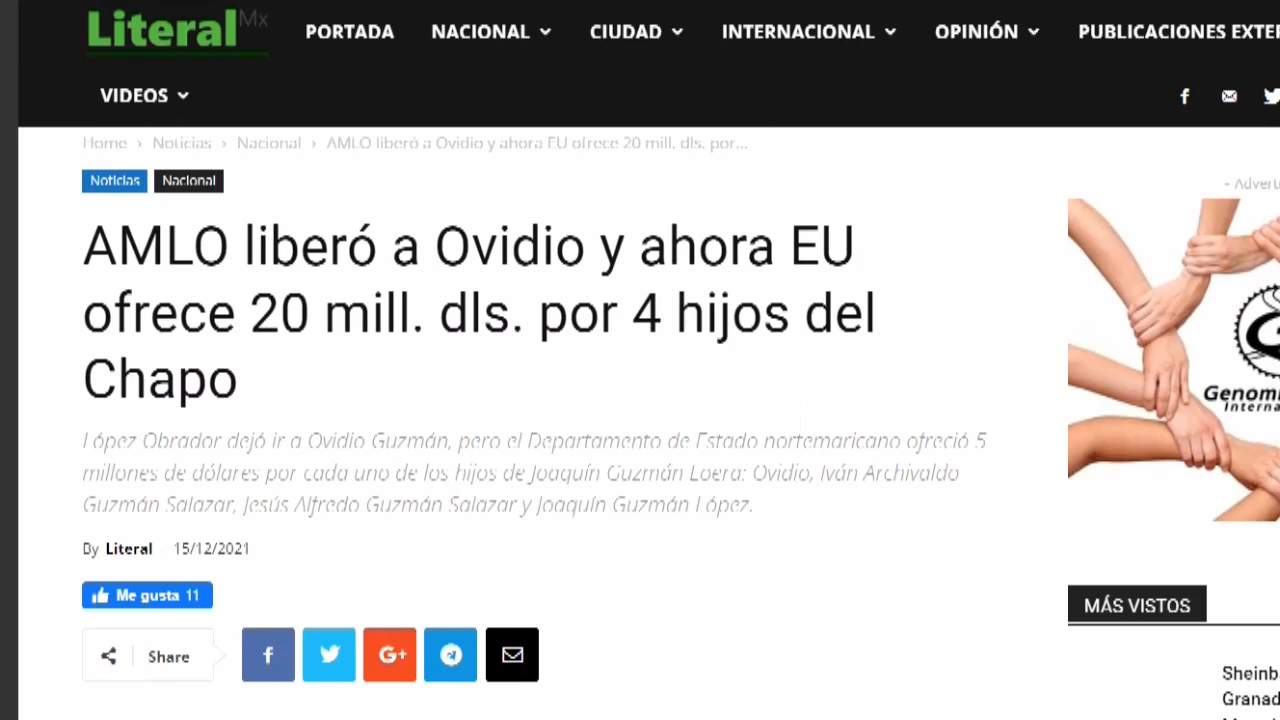 Literal Mx
PORTADA NACIONAL CIUDAD INTERNACIONAL OPINIÓN PUBLICACIONES
VIDEOS
Home › Noticias › Nacional › AMLO liberó a Ovidio y ahora EU ofrece 20 mill. dls. por...
Noticias Nacional
AMLO liberó a Ovidio y ahora EU
ofrece 20 mill. dls. por 4 hijos del
Chapo
López Obrador dejó ir a Ovidio Guzmán, pero el Departamento de Estado nortemaricano ofreció 5
millones de dólares por cada uno de los hijos de Joaquín Guzmán Loera: Ovidio, Iván Archivaldo
Guzmán Salazar, Jesús Alfredo Guzmán Salazar y Joaquín Guzmán López.
By Literal 15/12/2021
Me gusta 11
Share
G+
MÁS VISTOS